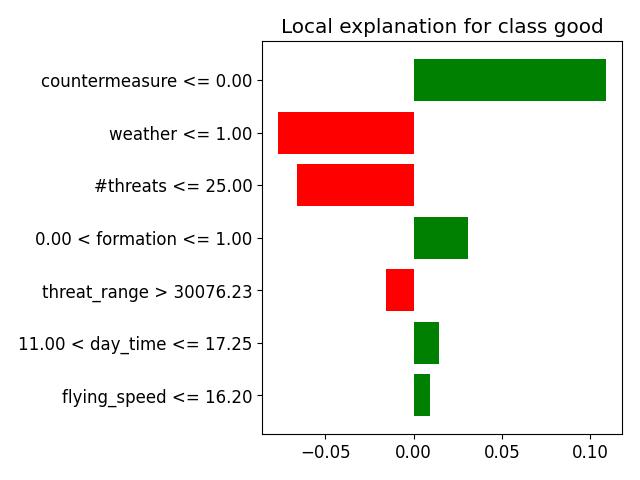 Local explanation for class good
countermeasure <= 0.00
weather <= 1.00
#threats <= 25.00
0.00 < formation <= 1.00
threat_range > 30076.23
11.00 < day_time <= 17.25
flying_speed <= 16.20
−0.05 0.00 0.05 0.10